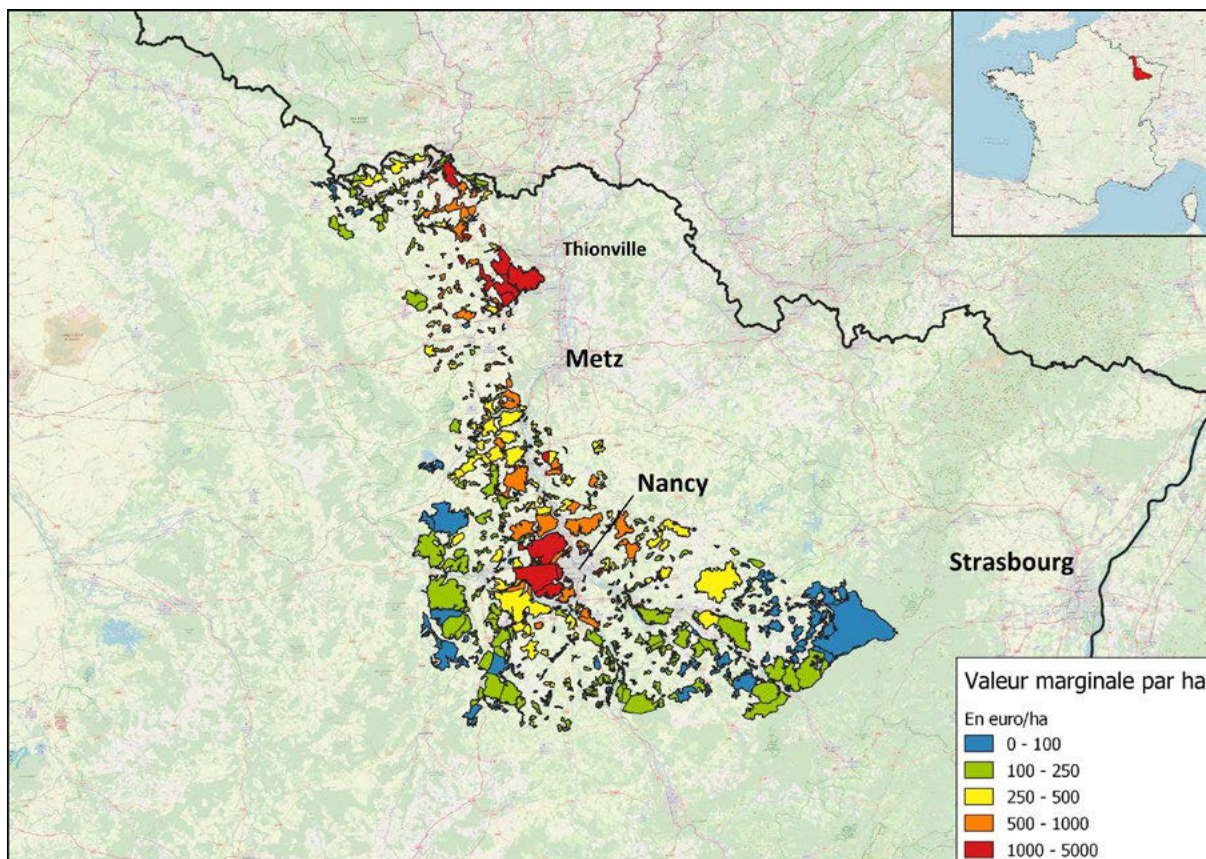 Thionville
Metz
Nancy
Strasbourg
Valeur marginale par ha
En euro/ha
0 - 100
100 - 250
250 - 500
500 - 1000
1000 - 5000